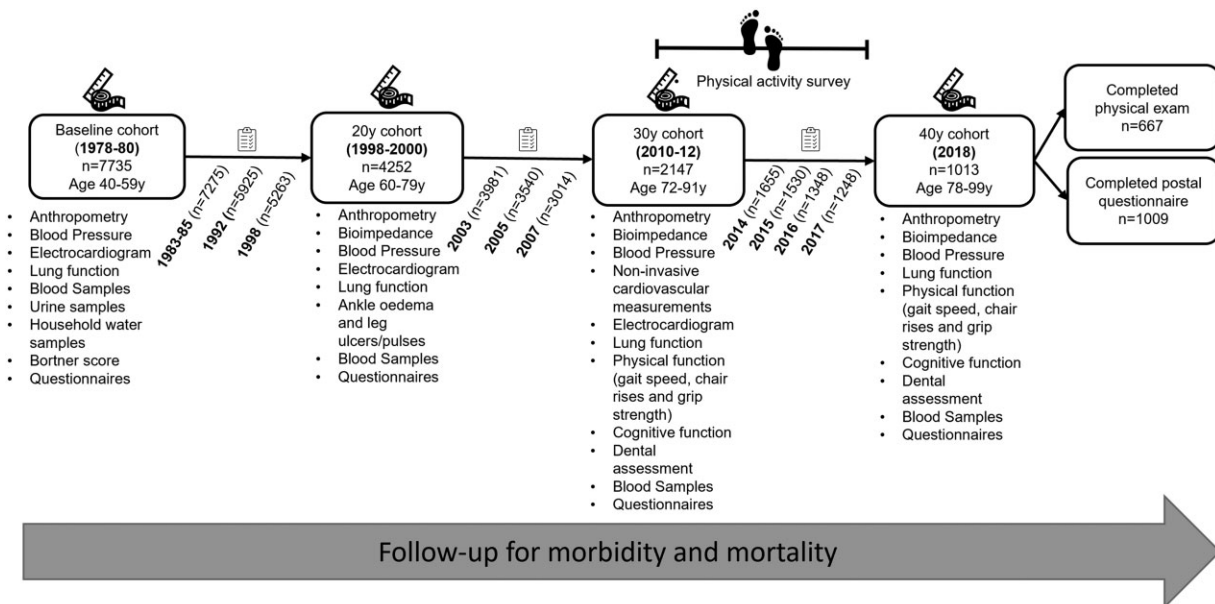 Physical activity survey
Baseline cohort
(1978-80)
n=7735
Age 40-59y
• Anthropometry
• Blood Pressure
• Electrocardiogram
• Lung function
• Blood Samples
• Urine samples
• Household water
samples
• Bortner score
• Questionnaires
1983-85 (n=7275)
1992 (n=5925)
1998 (n=5263)
20y cohort
(1998-2000)
n=4252
Age 60-79y
• Anthropometry
• Bioimpedance
• Blood Pressure
• Electrocardiogram
• Lung function
• Ankle oedema
and leg
ulcers/pulses
• Blood Samples
• Questionnaires
2003 (n=3981)
2005 (n=3540)
2007 (n=3014)
30y cohort
(2010-12)
n=2147
Age 72-91y
• Anthropometry
• Bioimpedance
• Blood Pressure
• Non-invasive
cardiovascular
measurements
• Electrocardiogram
• Lung function
• Physical function
(gait speed, chair
rises and grip
strength)
• Cognitive function
• Dental
assessment
• Blood Samples
• Questionnaires
2014 (n=1655)
2015 (n=1530)
2016 (n=1348)
2017 (n=1248)
40y cohort
(2018)
n=1013
Age 78-99y
• Anthropometry
• Bioimpedance
• Blood Pressure
• Lung function
• Physical function
(gait speed, chair
rises and grip
strength)
• Cognitive function
• Dental
assessment
• Blood Samples
• Questionnaires
Completed
physical exam
n=667
Completed postal
questionnaire
n=1009
Follow-up for morbidity and mortality